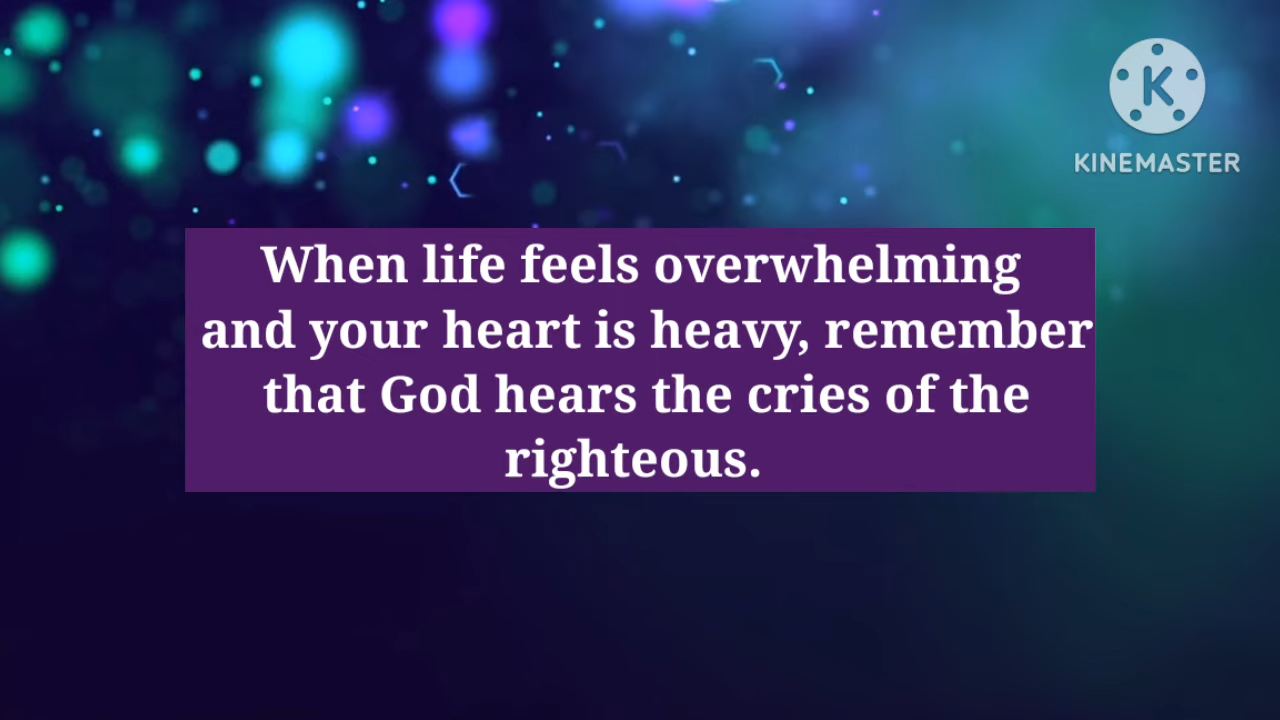 K
KINEMASTER
When life feels overwhelming
and your heart is heavy, remember
that God hears the cries of the
righteous.